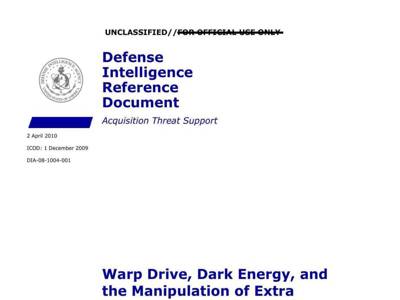 UNCLASSIFIED//FOR OFFICIAL USE ONLY
Defense
Intelligence
Reference
Document
Acquisition Threat Support
2 April 2010
ICOD: 1 December 2009
DIA-08-1004-001
Warp Drive, Dark Energy, and
the Manipulation of Extra